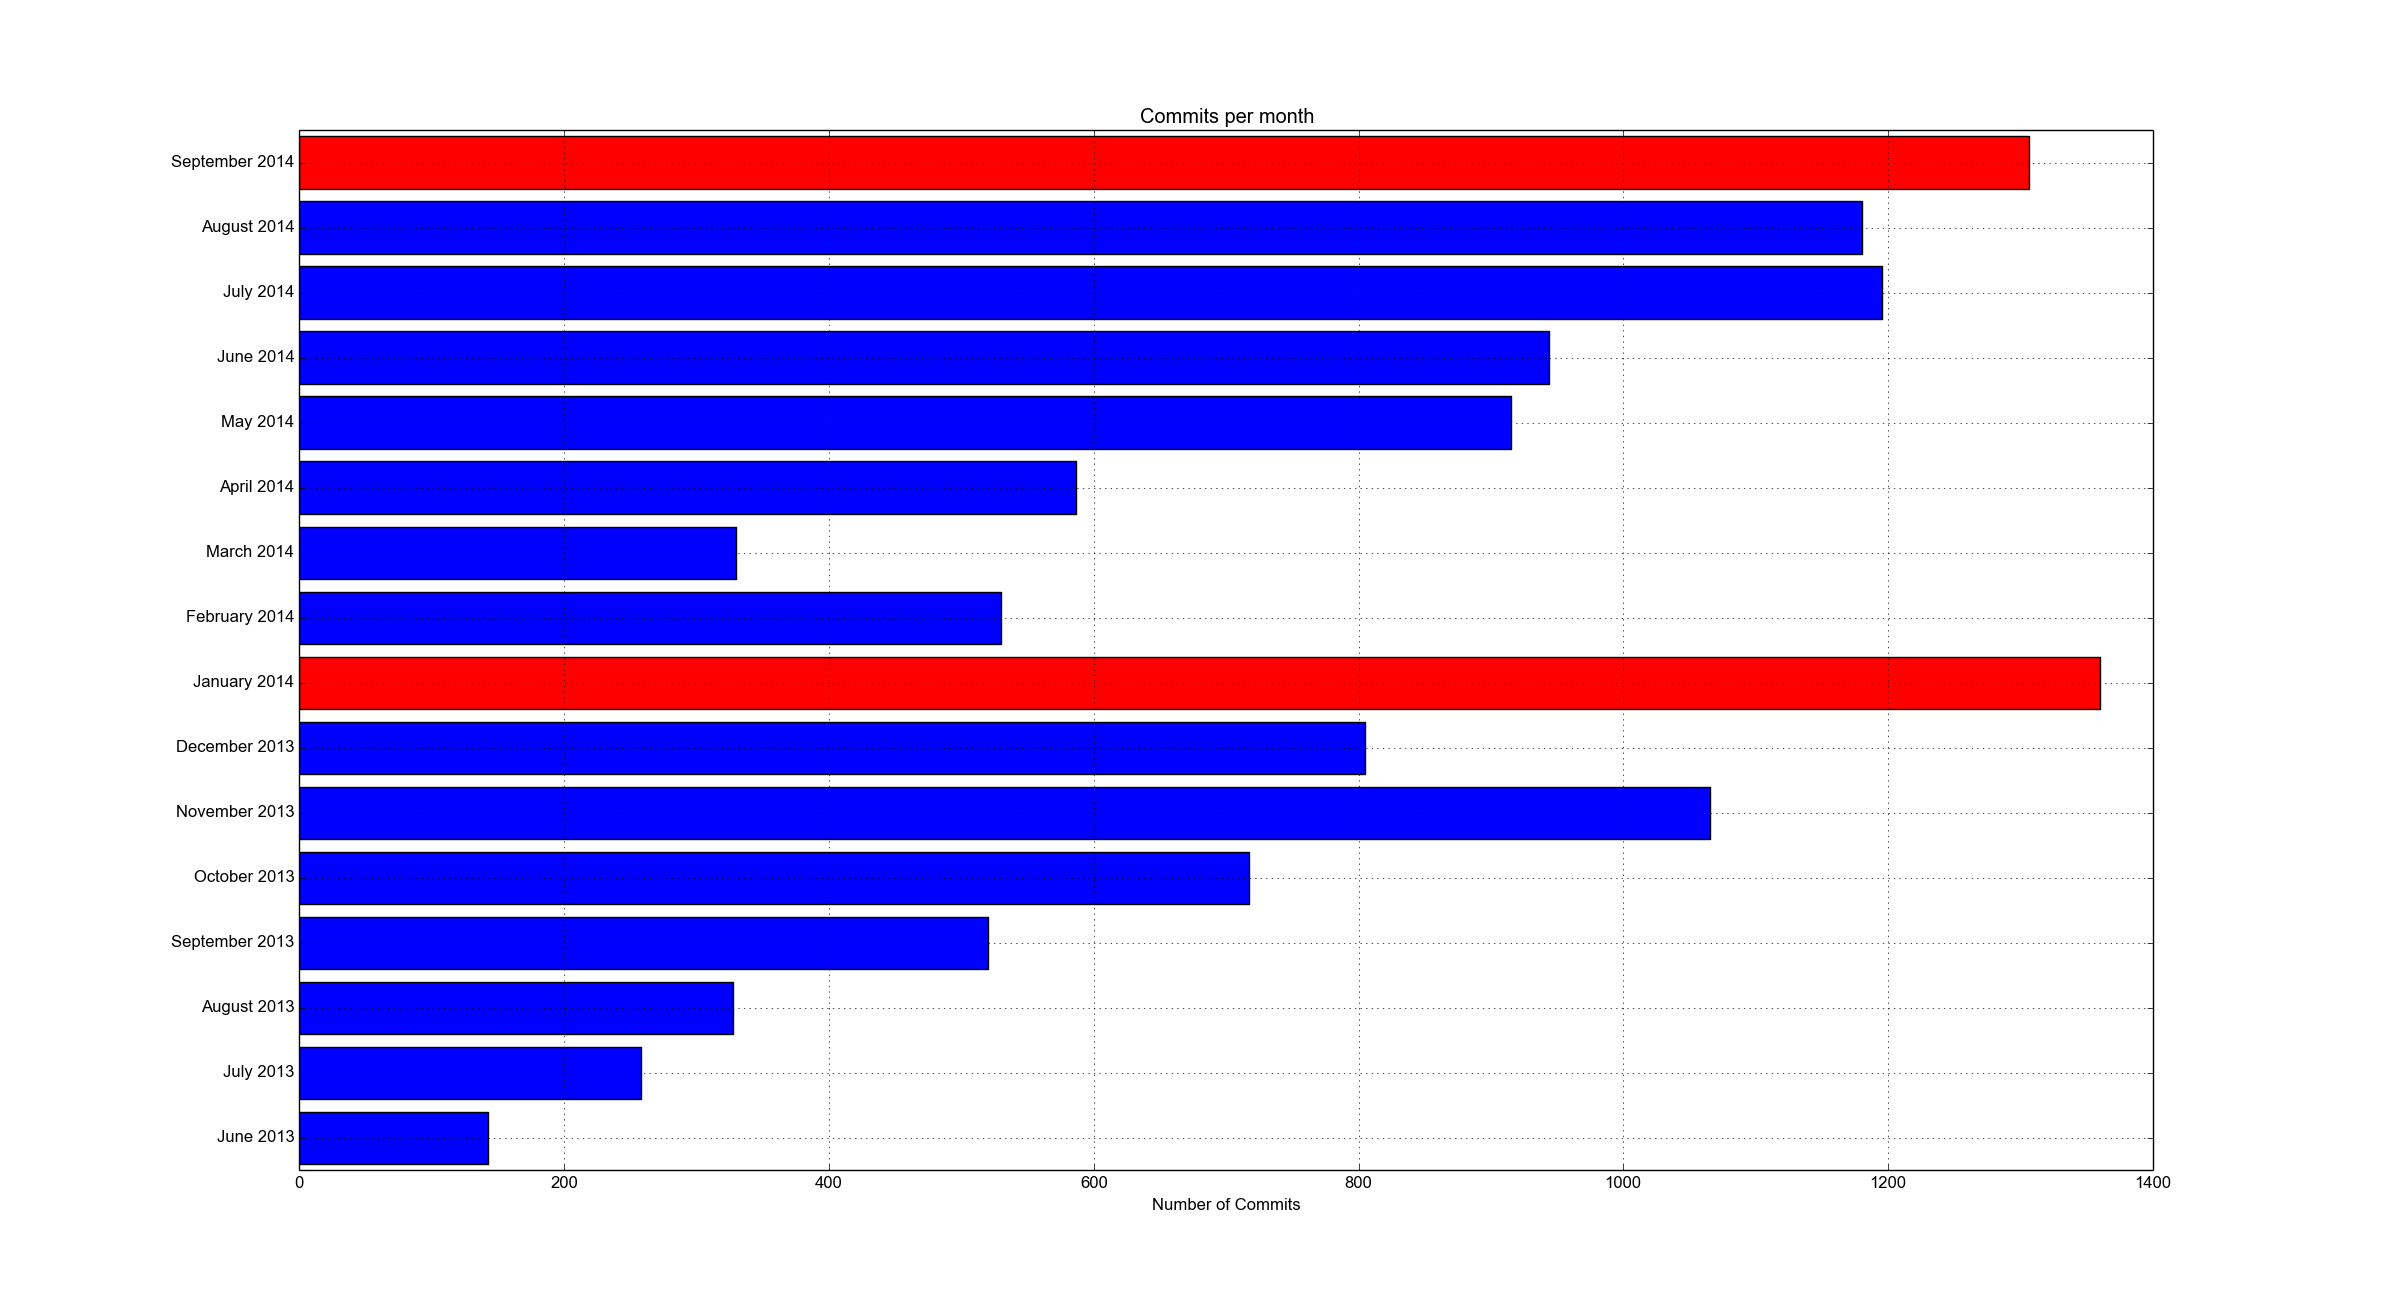 Commits per month
September 2014
August 2014
July 2014
June 2014
May 2014
April 2014
March 2014
February 2014
January 2014
December 2013
November 2013
October 2013
September 2013
August 2013
July 2013
June 2013
0 200 400 600 800 1000 1200 1400
Number of Commits